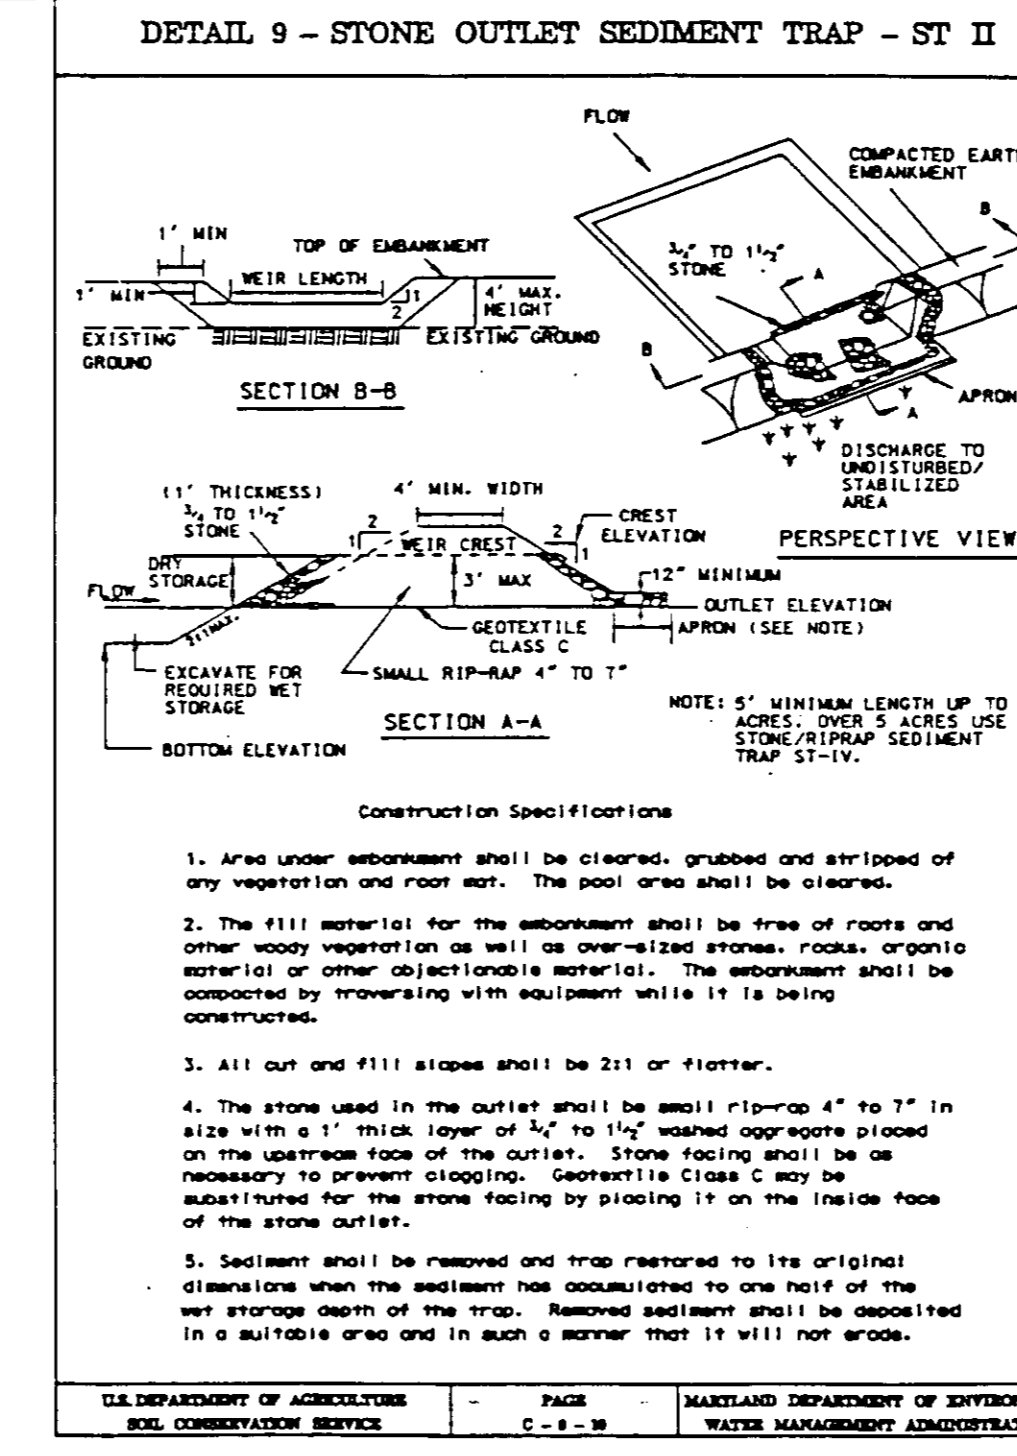 DETAIL 9 - STONE OUTLET SEDIMENT TRAP - ST II
FLOW
COMPACTED EART
EMBANKMENT
B
1' MIN
TOP OF EMBANKMENT
3/4" TO 1 1/2"
STONE
A
WEIR LENGTH
1' MIN
1
2
4' MAX.
HEIGHT
EXISTING
GROUND
EXISTING GROUND
B
SECTION B-B
APRON
A
DISCHARGE TO
UNDISTURBED/
STABILIZED
AREA
PERSPECTIVE VIEW
(1' THICKNESS)
3/4 TO 1 1/2"
STONE
4' MIN. WIDTH
2
1
WEIR CREST
2
1
CREST
ELEVATION
DRY
STORAGE
FLOW
3' MAX
12" MINIMUM
OUTLET ELEVATION
2:1 MAX.
GEOTEXTILE
CLASS C
APRON (SEE NOTE)
EXCAVATE FOR
REQUIRED WET
STORAGE
SMALL RIP-RAP 4" TO 7"
SECTION A-A
BOTTOM ELEVATION
NOTE: 5' MINIMUM LENGTH UP TO
ACRES. OVER 5 ACRES USE
STONE/RIPRAP SEDIMENT
TRAP ST-IV.
Construction Specifications
1. Area under embankment shall be cleared. grubbed and stripped of
any vegetation and root mat. The pool area shall be cleared.
2. The fill material for the embankment shall be free of roots and
other woody vegetation as well as over-sized stones. rocks. organic
material or other objectionable material. The embankment shall be
compacted by traversing with equipment while it is being
constructed.
3. All cut and fill slopes shall be 2:1 or flatter.
4. The stone used in the outlet shall be small rip-rap 4" to 7" in
size with a 1' thick layer of 3/4" to 1 1/2" washed aggregate placed
on the upstream face of the outlet. Stone facing shall be as
necessary to prevent clogging. Geotextile Class C may be
substituted for the stone facing by placing it on the inside face
of the stone outlet.
5. Sediment shall be removed and trap restored to its original
dimensions when the sediment has accumulated to one half of the
wet storage depth of the trap. Removed sediment shall be deposited
in a suitable area and in such a manner that it will not erode.
U.S. DEPARTMENT OF AGRICULTURE
SOIL CONSERVATION SERVICE
PAGE
MARYLAND DEPARTMENT OF ENVIRO
WATER MANAGEMENT ADMINISTRAT